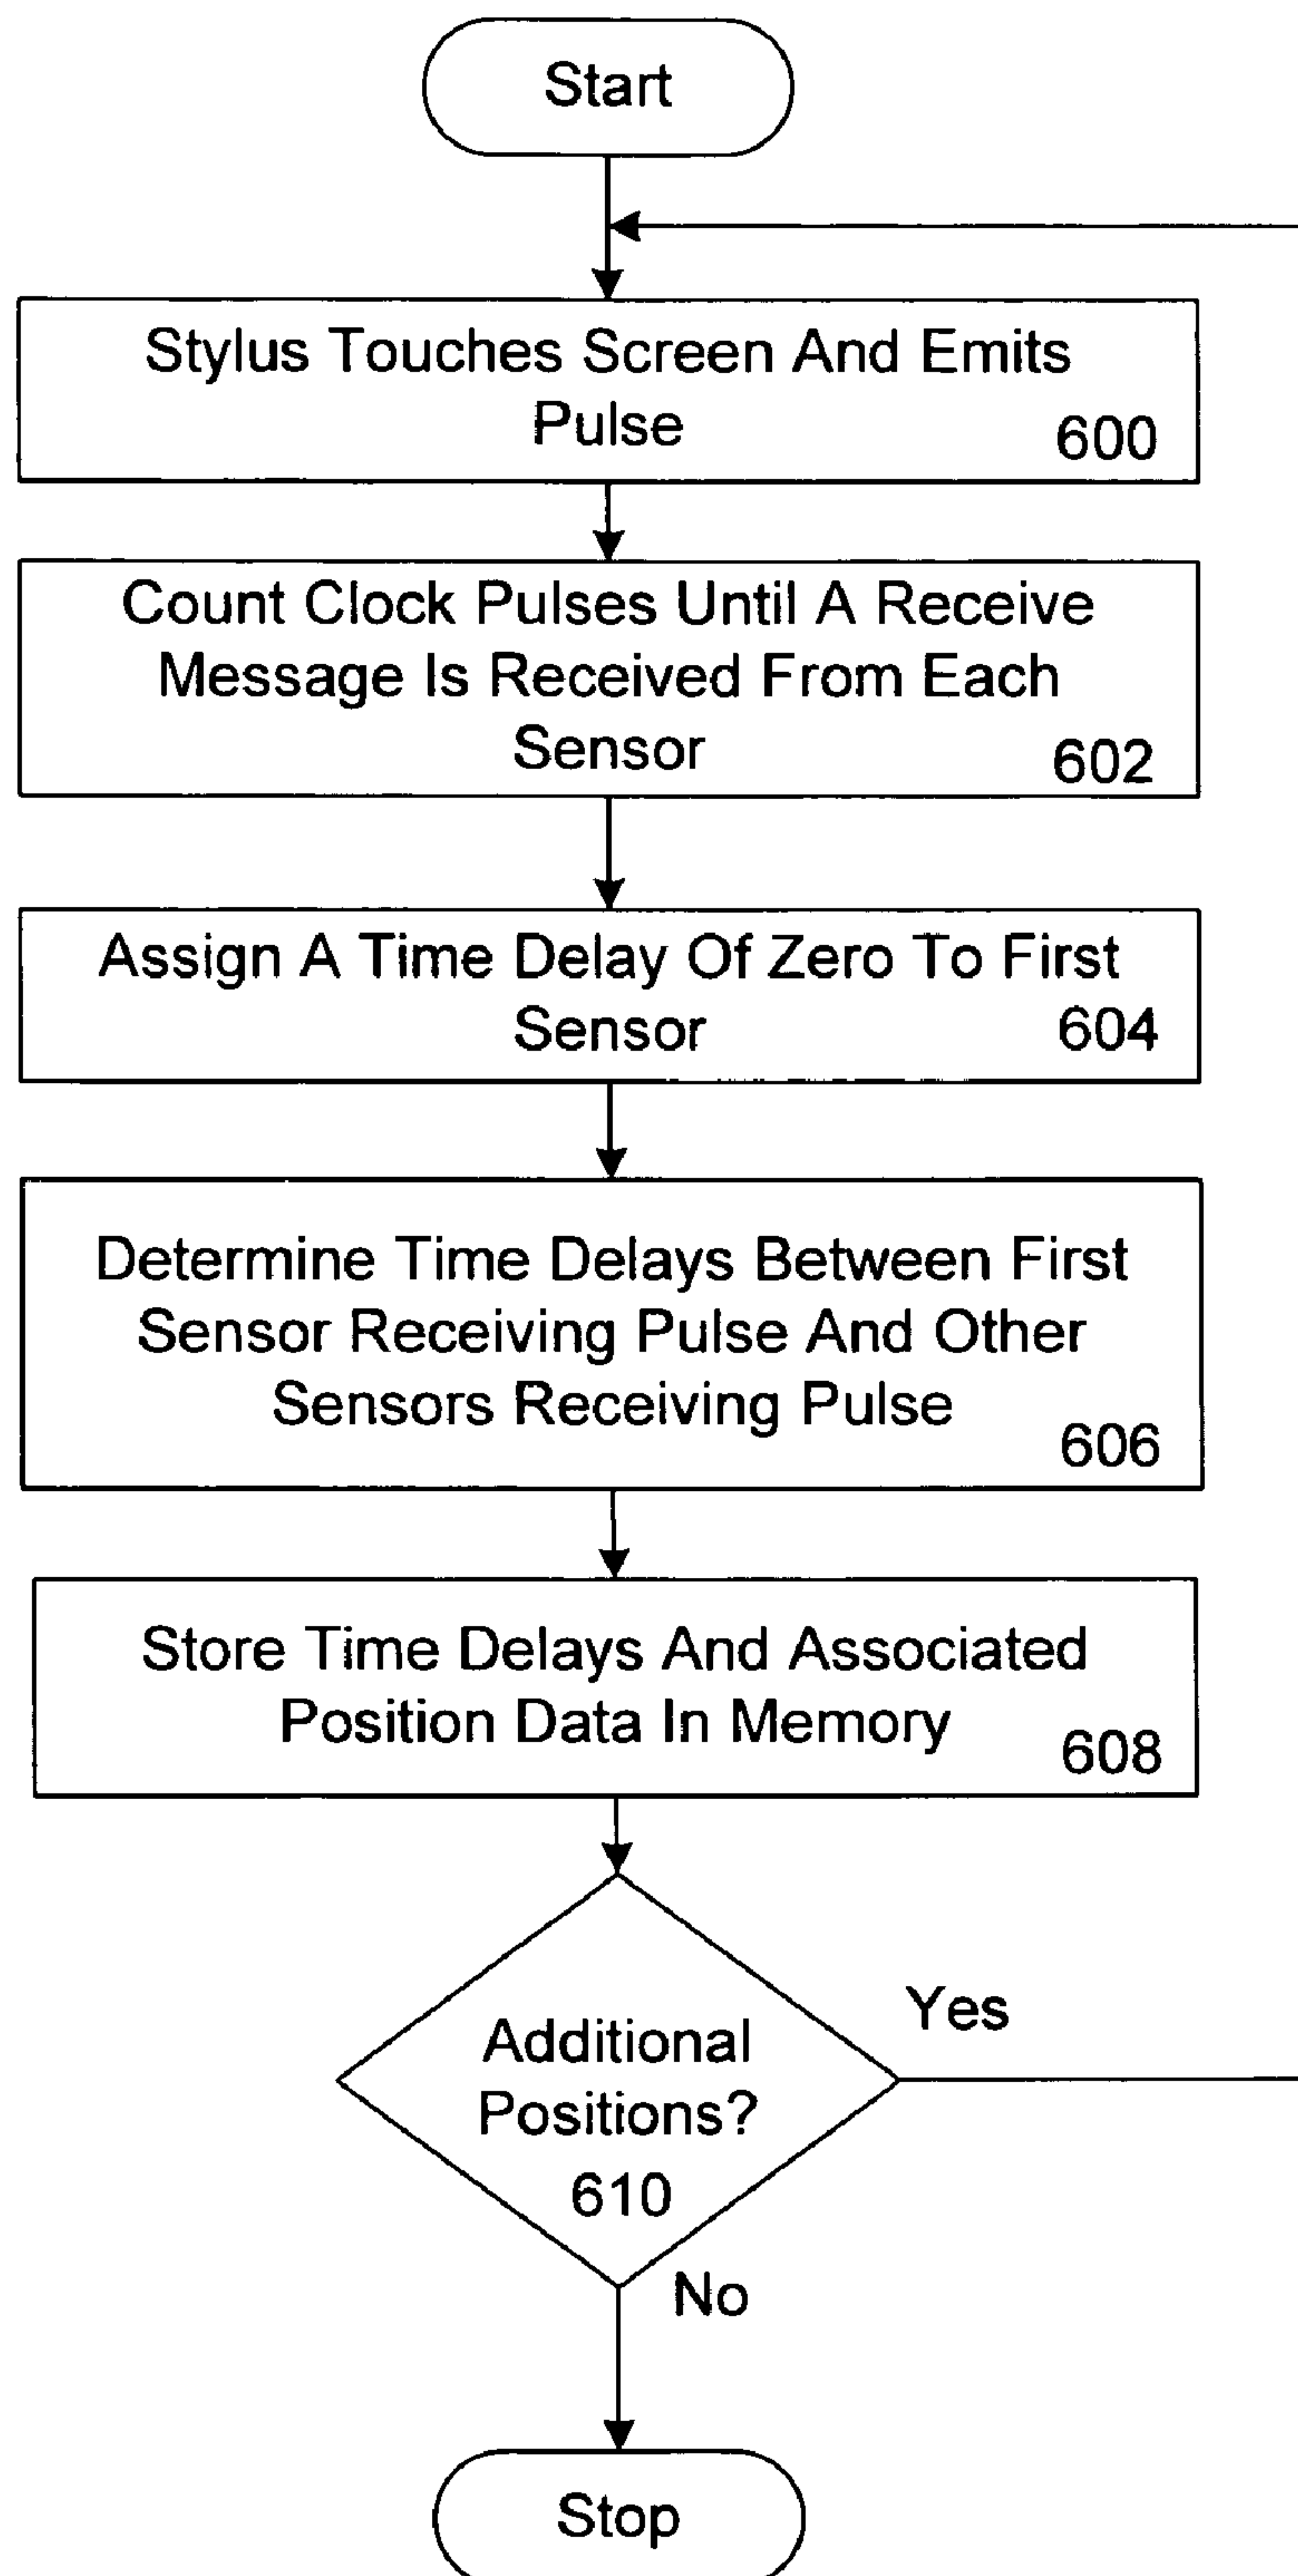 Start
Stylus Touches Screen And Emits
Pulse
600
Count Clock Pulses Until A Receive
Message Is Received From Each
Sensor
602
Assign A Time Delay Of Zero To First
Sensor
604
Determine Time Delays Between First
Sensor Receiving Pulse And Other
Sensors Receiving Pulse
606
Store Time Delays And Associated
Position Data In Memory
608
Additional
Positions?
610
Yes
No
Stop